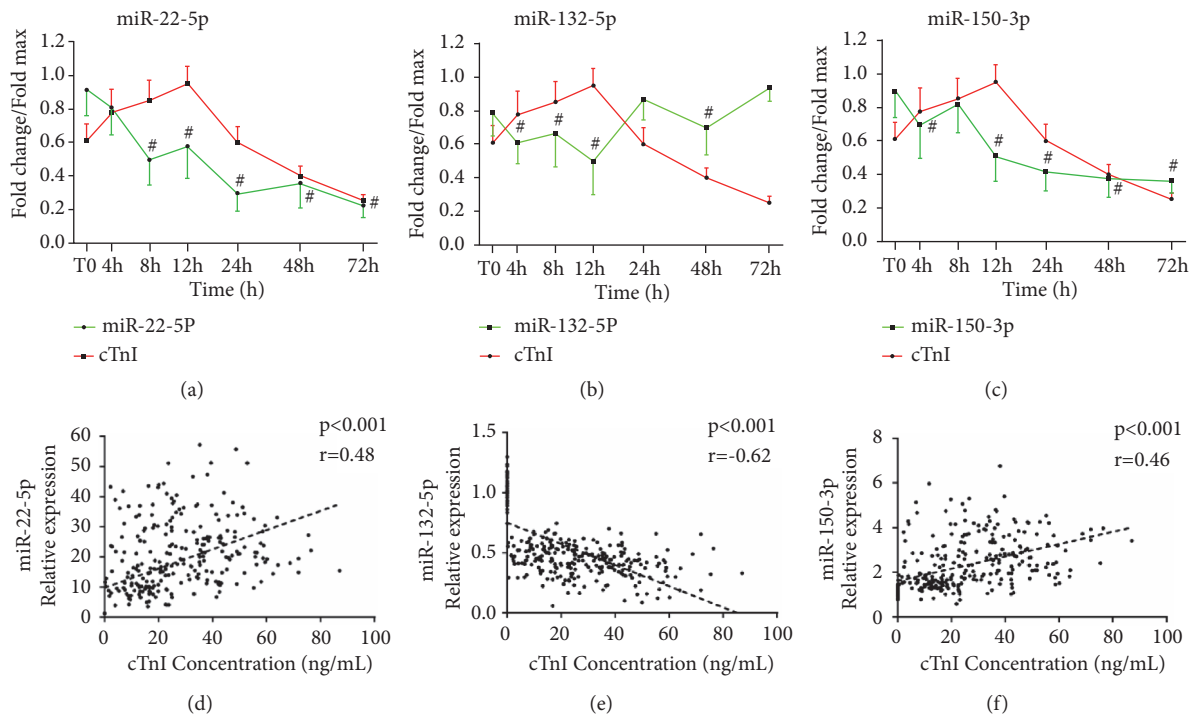 miR-22-5p
Fold change/Fold max
1.2
1.0
0.8
0.6
0.4
0.2
0.0
#
#
#
#
#
T0 4h 8h 12h 24h 48h 72h
Time (h)
miR-22-5P
cTnI
(a)
miR-132-5p
Fold change/Fold max
1.2
1.0
0.8
0.6
0.4
0.2
0.0
#
#
#
#
T0 4h 8h 12h 24h 48h 72h
Time (h)
miR-132-5P
cTnI
(b)
miR-150-3p
Fold change/Fold max
1.2
1.0
0.8
0.6
0.4
0.2
0.0
#
#
#
#
#
T0 4h 8h 12h 24h 48h 72h
Time (h)
miR-150-3p
cTnI
(c)
miR-22-5p
Relative expression
60
50
40
30
20
10
0
p<0.001
r=0.48
0 20 40 60 80 100
cTnI Concentration (ng/mL)
(d)
miR-132-5p
Relative expression
1.5
1.0
0.5
0.0
p<0.001
r=-0.62
0 20 40 60 80 100
cTnI Concentration (ng/mL)
(e)
miR-150-3p
Relative expression
8
6
4
2
0
p<0.001
r=0.46
0 20 40 60 80 100
cTnI Concentration (ng/mL)
(f)